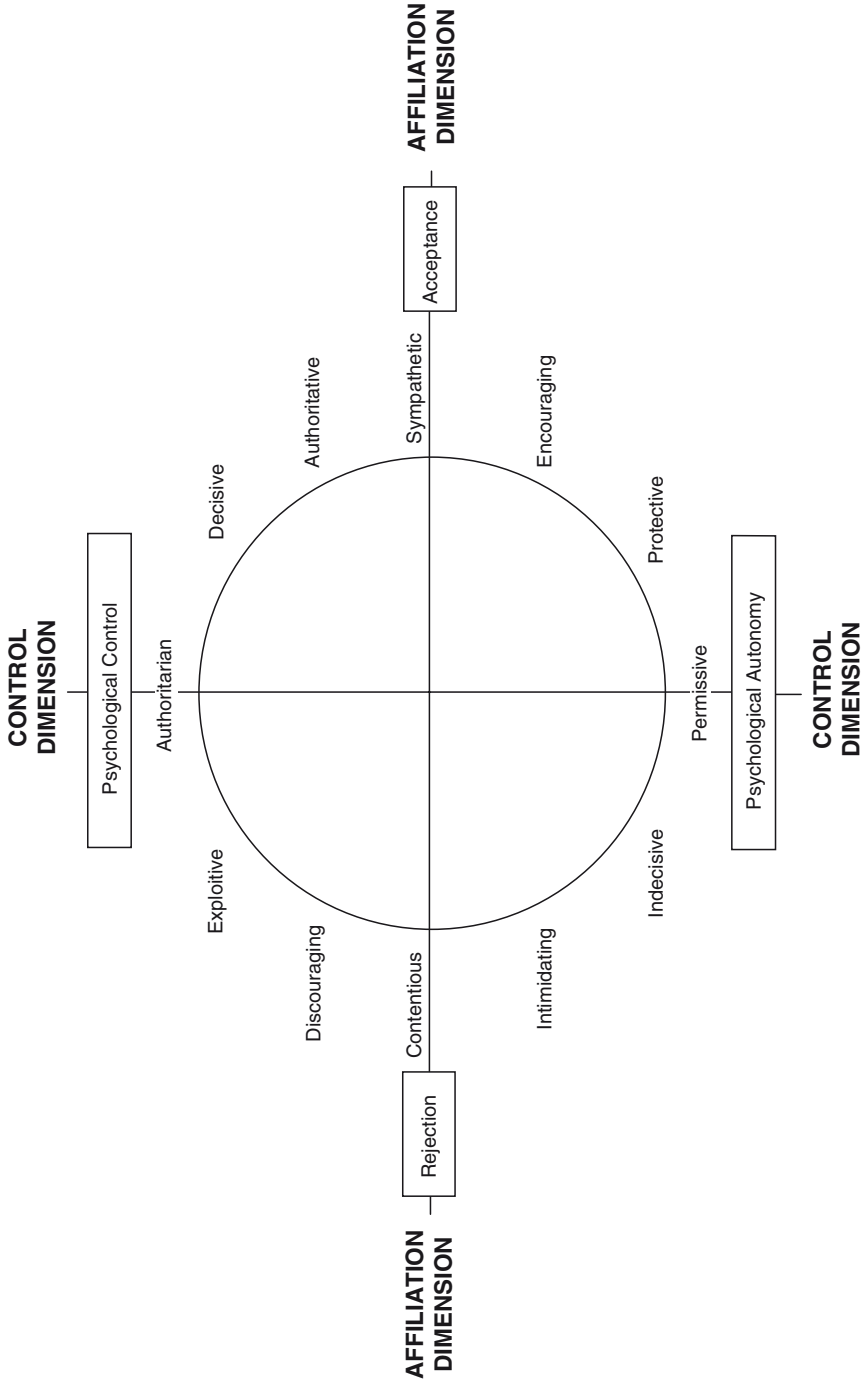 CONTROL
DIMENSION
Psychological Control
Authoritarian
Exploitive
Decisive
Discouraging
Authoritative
AFFILIATION
DIMENSION
Rejection
Contentious
Sympathetic
Acceptance
AFFILIATION
DIMENSION
Intimidating
Encouraging
Indecisive
Protective
Permissive
Psychological Autonomy
CONTROL
DIMENSION